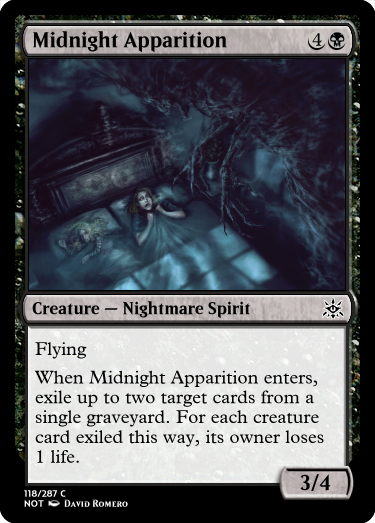 Midnight Apparition 4
Creature — Nightmare Spirit
Flying
When Midnight Apparition enters,
exile up to two target cards from a
single graveyard. For each creature
card exiled this way, its owner loses
1 life.
3/4
118/287 C
NOT David Romero